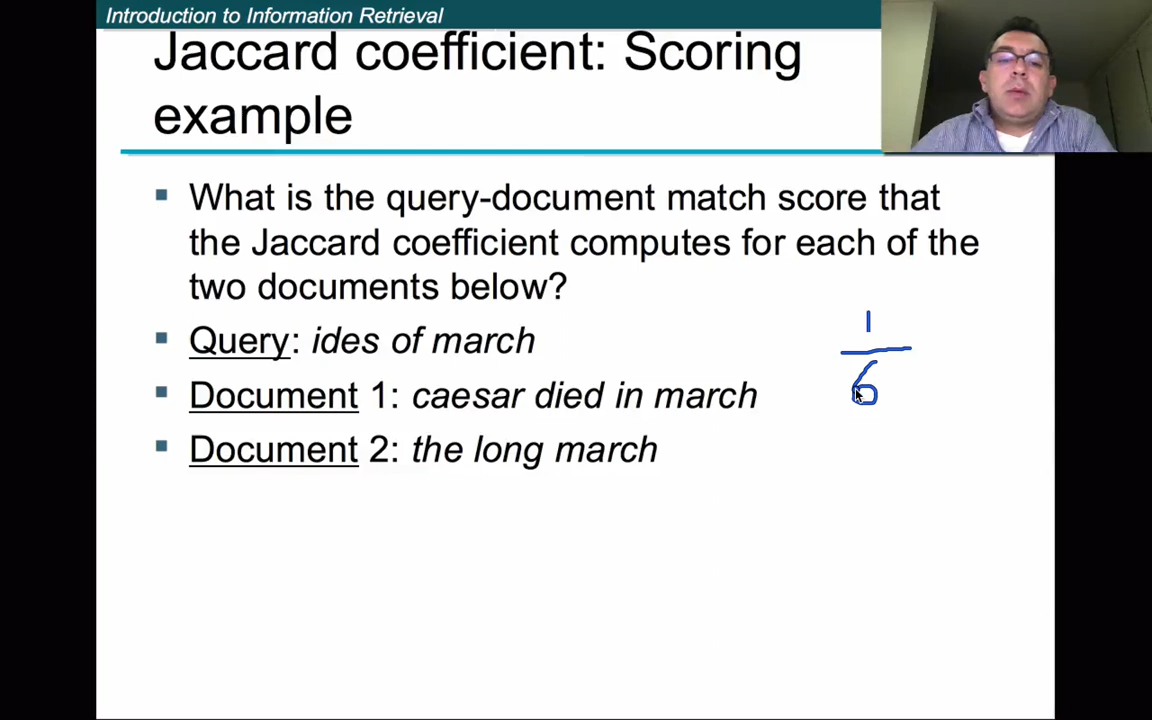 Introduction to Information Retrieval
Jaccard coefficient: Scoring
example
▪ What is the query-document match score that
the Jaccard coefficient computes for each of the
two documents below?
▪ Query: ides of march
▪ Document 1: caesar died in march
▪ Document 2: the long march
1
6